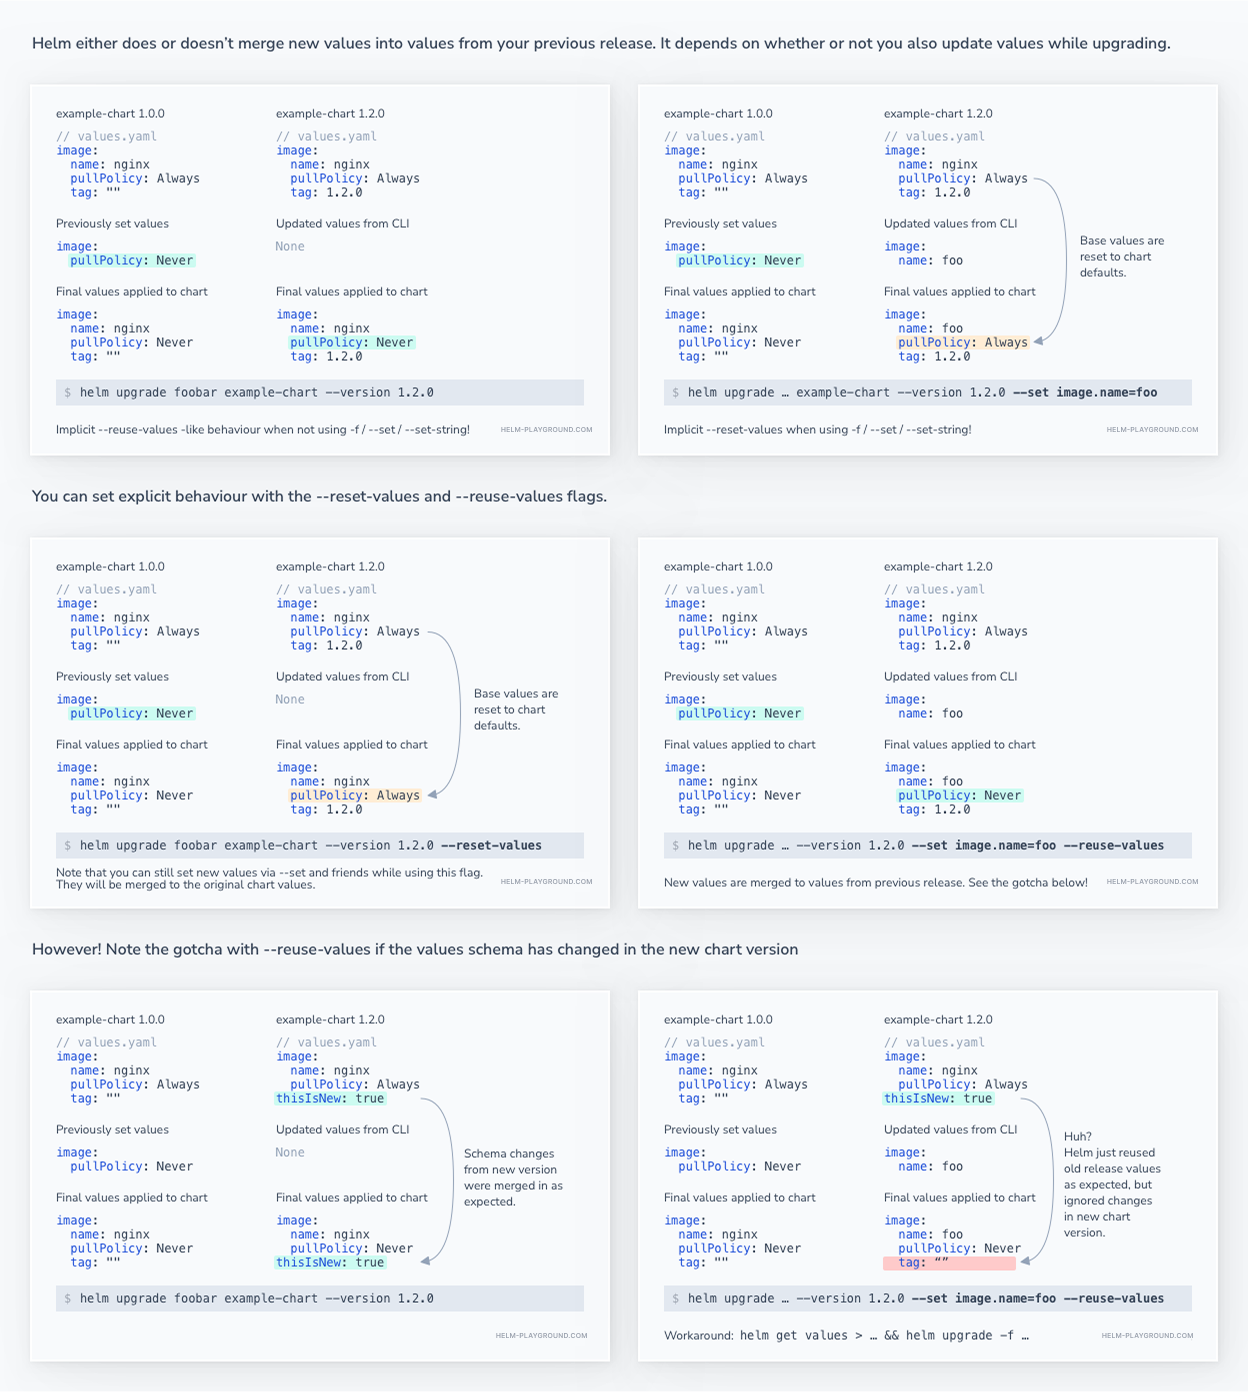 Helm either does or doesn't merge new values into values from your previous release. It depends on whether or not you also update values while upgrading.
example-chart 1.0.0
// values.yaml
image:
  name: nginx
  pullPolicy: Always
  tag: ""
Previously set values
image:
  pullPolicy: Never
Final values applied to chart
image:
  name: nginx
  pullPolicy: Never
  tag: ""
example-chart 1.2.0
// values.yaml
image:
  name: nginx
  pullPolicy: Always
  tag: 1.2.0
Updated values from CLI
None
Final values applied to chart
image:
  name: nginx
  pullPolicy: Never
  tag: 1.2.0
$ helm upgrade foobar example-chart --version 1.2.0
Implicit --reuse-values -like behaviour when not using -f / --set / --set-string!
HELM-PLAYGROUND.COM
example-chart 1.0.0
// values.yaml
image:
  name: nginx
  pullPolicy: Always
  tag: ""
Previously set values
image:
  pullPolicy: Never
Final values applied to chart
image:
  name: nginx
  pullPolicy: Never
  tag: ""
example-chart 1.2.0
// values.yaml
image:
  name: nginx
  pullPolicy: Always
  tag: 1.2.0
Updated values from CLI
image:
  name: foo
Final values applied to chart
image:
  name: foo
  pullPolicy: Always
  tag: 1.2.0
Base values are
reset to chart
defaults.
$ helm upgrade … example-chart --version 1.2.0 --set image.name=foo
Implicit --reset-values when using -f / --set / --set-string!
HELM-PLAYGROUND.COM
You can set explicit behaviour with the --reset-values and --reuse-values flags.
example-chart 1.0.0
// values.yaml
image:
  name: nginx
  pullPolicy: Always
  tag: ""
Previously set values
image:
  pullPolicy: Never
Final values applied to chart
image:
  name: nginx
  pullPolicy: Never
  tag: ""
example-chart 1.2.0
// values.yaml
image:
  name: nginx
  pullPolicy: Always
  tag: 1.2.0
Updated values from CLI
None
Final values applied to chart
image:
  name: nginx
  pullPolicy: Always
  tag: 1.2.0
Base values are
reset to chart
defaults.
$ helm upgrade foobar example-chart --version 1.2.0 --reset-values
Note that you can still set new values via --set and friends while using this flag.
They will be merged to the original chart values.
HELM-PLAYGROUND.COM
example-chart 1.0.0
// values.yaml
image:
  name: nginx
  pullPolicy: Always
  tag: ""
Previously set values
image:
  pullPolicy: Never
Final values applied to chart
image:
  name: nginx
  pullPolicy: Never
  tag: ""
example-chart 1.2.0
// values.yaml
image:
  name: nginx
  pullPolicy: Always
  tag: 1.2.0
Updated values from CLI
image:
  name: foo
Final values applied to chart
image:
  name: foo
  pullPolicy: Never
  tag: 1.2.0
$ helm upgrade … --version 1.2.0 --set image.name=foo --reuse-values
New values are merged to values from previous release. See the gotcha below!
HELM-PLAYGROUND.COM
However! Note the gotcha with --reuse-values if the values schema has changed in the new chart version
example-chart 1.0.0
// values.yaml
image:
  name: nginx
  pullPolicy: Always
  tag: ""
Previously set values
image:
  pullPolicy: Never
Final values applied to chart
image:
  name: nginx
  pullPolicy: Never
  tag: ""
example-chart 1.2.0
// values.yaml
image:
  name: nginx
  pullPolicy: Always
thisIsNew: true
Updated values from CLI
None
Final values applied to chart
image:
  name: nginx
  pullPolicy: Never
thisIsNew: true
Schema changes
from new version
were merged in as
expected.
$ helm upgrade foobar example-chart --version 1.2.0
HELM-PLAYGROUND.COM
example-chart 1.0.0
// values.yaml
image:
  name: nginx
  pullPolicy: Always
  tag: ""
Previously set values
image:
  pullPolicy: Never
Final values applied to chart
image:
  name: nginx
  pullPolicy: Never
  tag: ""
example-chart 1.2.0
// values.yaml
image:
  name: nginx
  pullPolicy: Always
thisIsNew: true
Updated values from CLI
image:
  name: foo
Final values applied to chart
image:
  name: foo
  pullPolicy: Never
  tag: “”
Huh?
Helm just reused
old release values
as expected, but
ignored changes
in new chart
version.
$ helm upgrade … --version 1.2.0 --set image.name=foo --reuse-values
Workaround: helm get values > … && helm upgrade -f …
HELM-PLAYGROUND.COM